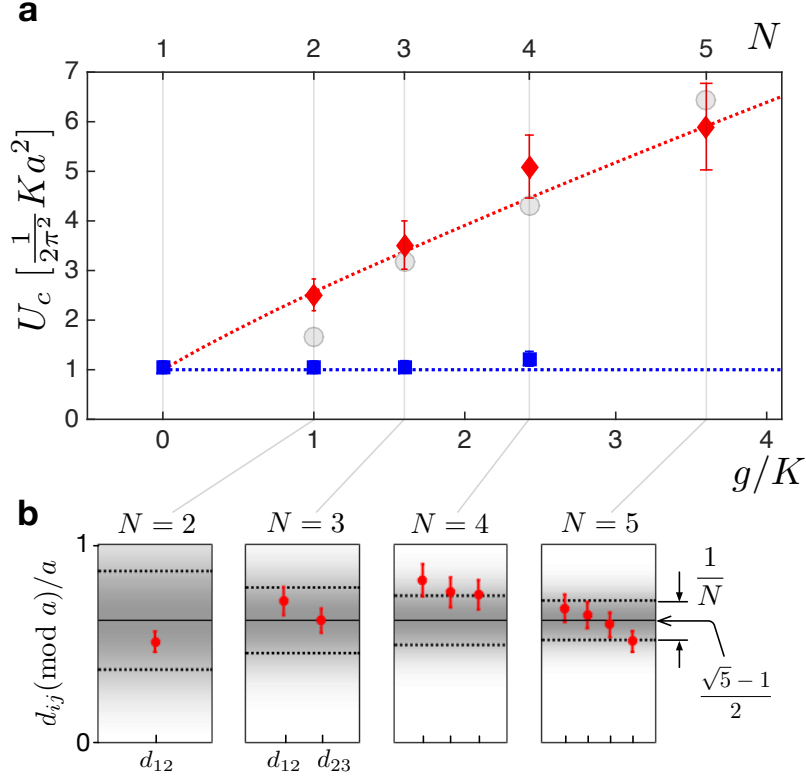 a
1 2 3 4 5 N
7
6
5
4
3
2
1
0
U_c [1/2π² Ka²]
0 1 2 3 4
g/K
b
N = 2 N = 3 N = 4 N = 5
1
0
d_ij(mod a)/a
1/N
(√5 − 1)/2
d_12 d_12 d_23